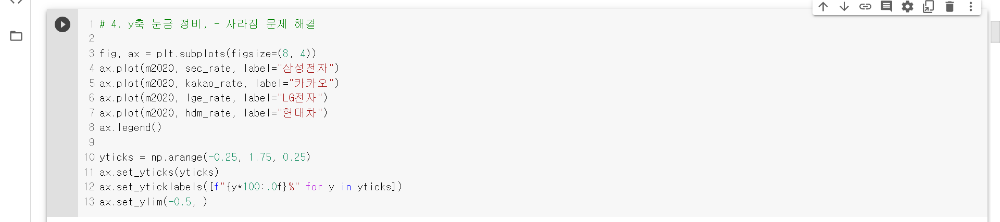 1 # 4. y축 눈금 정비, - 사라짐 문제 해결
2
3 fig, ax = plt.subplots(figsize=(8, 4))
4 ax.plot(m2020, sec_rate, label="삼성전자")
5 ax.plot(m2020, kakao_rate, label="카카오")
6 ax.plot(m2020, lge_rate, label="LG전자")
7 ax.plot(m2020, hdm_rate, label="현대차")
8 ax.legend()
9
10 yticks = np.arange(-0.25, 1.75, 0.25)
11 ax.set_yticks(yticks)
12 ax.set_yticklabels([f"{y*100:.0f}%" for y in yticks])
13 ax.set_ylim(-0.5, )